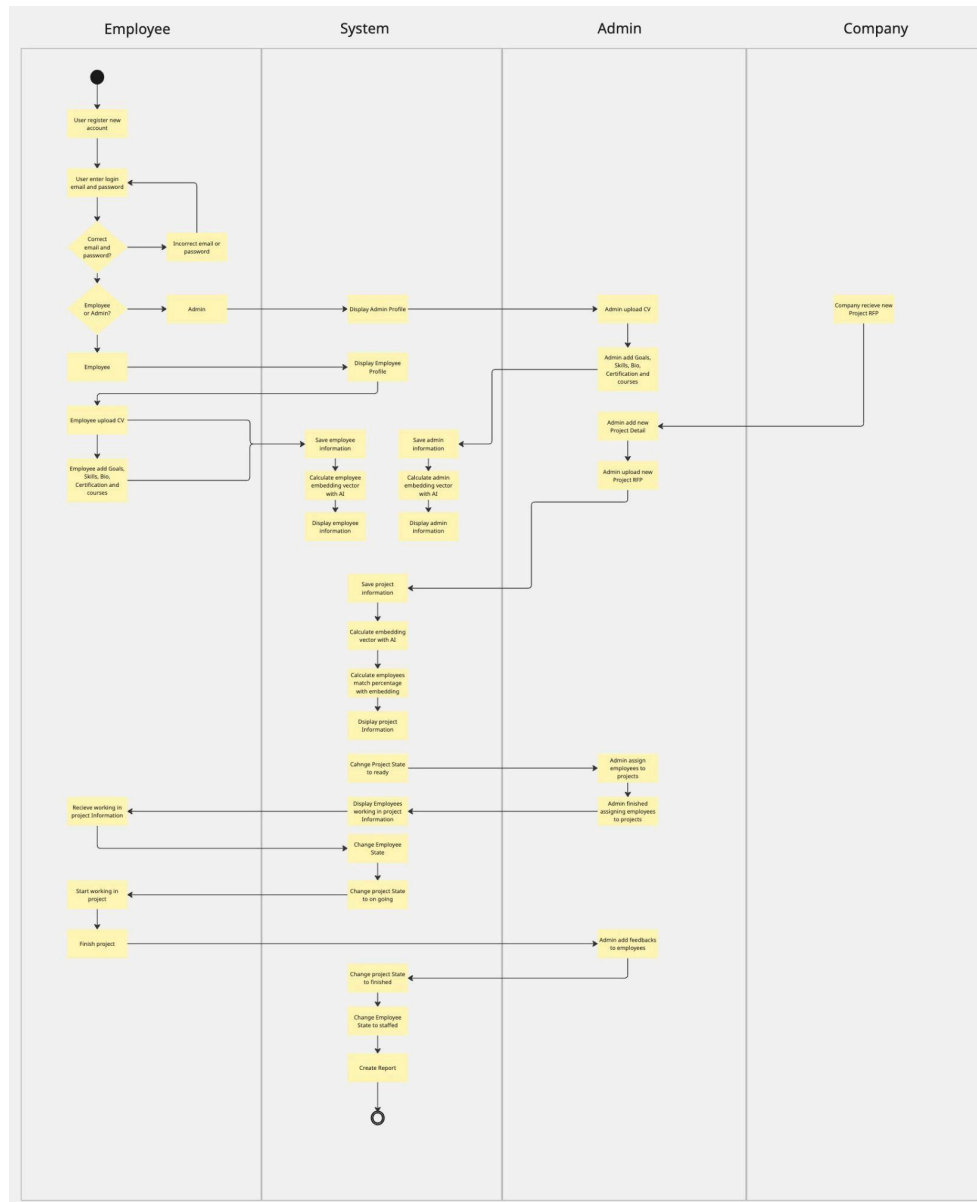 Employee
System
Admin
Company
User register new
account
User enter login
email and password
Correct
email and
password?
Incorrect email or
password
Employee
or Admin?
Admin
Display Admin Profile
Admin upload CV
Company recieve new
Project RFP
Employee
Display Employee
Profile
Admin add Goals,
Skills, Bio,
Certification and
courses
Employee upload CV
Admin add new
Project Detail
Save employee
information
Save admin
information
Employee add Goals,
Skills, Bio,
Certification and
courses
Calculate employee
embedding vector
with AI
Calculate admin
embedding vector
with AI
Admin upload new
Project RFP
Display employee
information
Display admin
information
Save project
information
Calculate embedding
vector with AI
Calculate employees
match percentage
with embedding
Dsiplay project
Information
Cahnge Project State
to ready
Admin assign
employees to
projects
Recieve working in
project Information
Display Employees
working in project
Information
Admin finished
assigning employees
to projects
Change Employee
State
Start working in
project
Change project State
to on going
Finish project
Admin add feedbacks
to employees
Change project State
to finished
Change Employee
State to staffed
Create Report